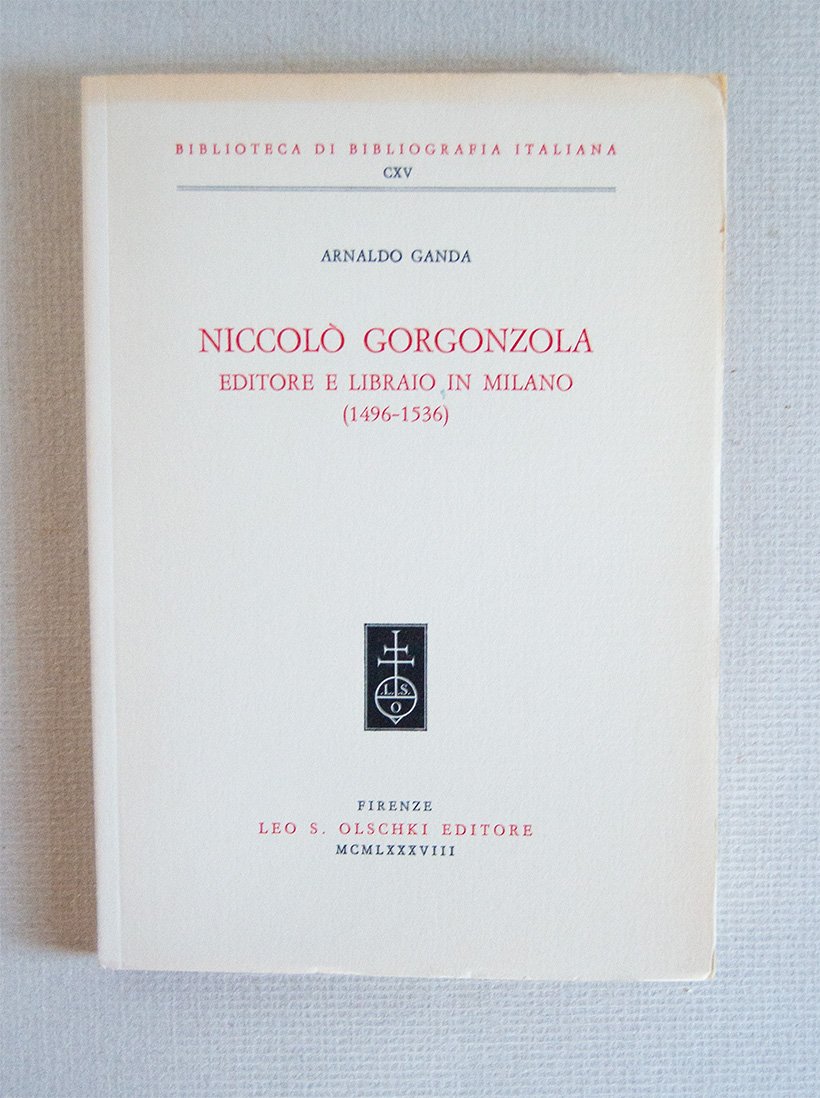 BIBLIOTECA DI BIBLIOGRAFIA ITALIANA
CXV
ARNALDO GANDA
NICCOLÒ GORGONZOLA
EDITORE E LIBRAIO IN MILANO
(1496-1536)
.L. S.
O
FIRENZE
LEO S. OLSCHKI EDITORE
MCMLXXXVIII